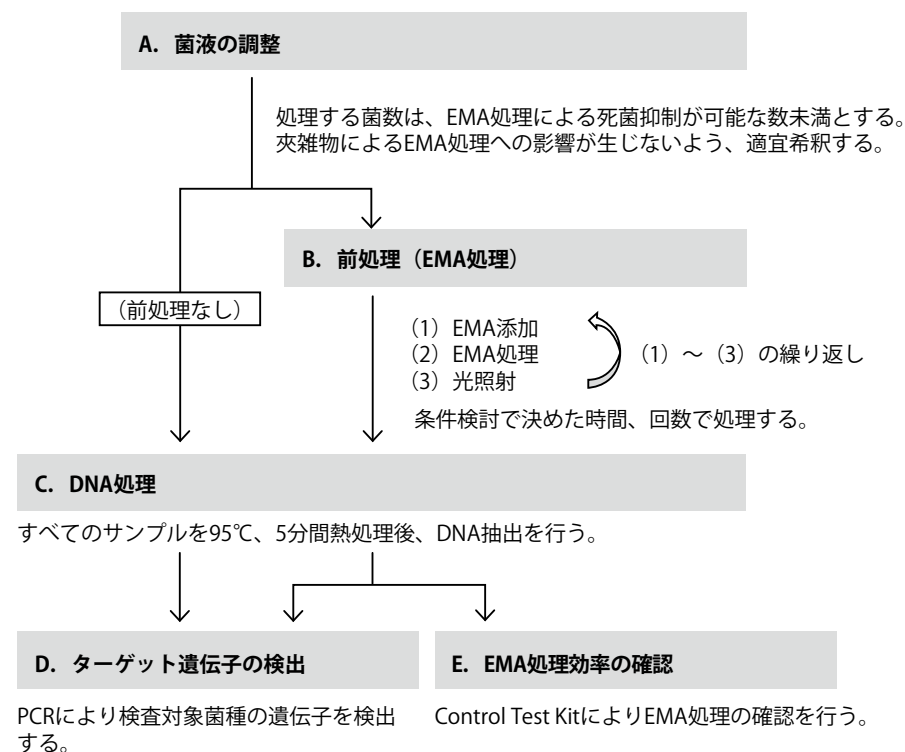 A. 菌液の調整
処理する菌数は、EMA処理による死菌抑制が可能な数未満とする。
夾雑物によるEMA処理への影響が生じないよう、適宜希釈する。
B. 前処理（EMA処理）
（前処理なし）
（1）EMA添加
（2）EMA処理
（3）光照射
（1）～（3）の繰り返し
条件検討で決めた時間、回数で処理する。
C. DNA処理
すべてのサンプルを95℃、5分間熱処理後、DNA抽出を行う。
D. ターゲット遺伝子の検出
PCRにより検査対象菌種の遺伝子を検出
する。
E. EMA処理効率の確認
Control Test KitによりEMA処理の確認を行う。